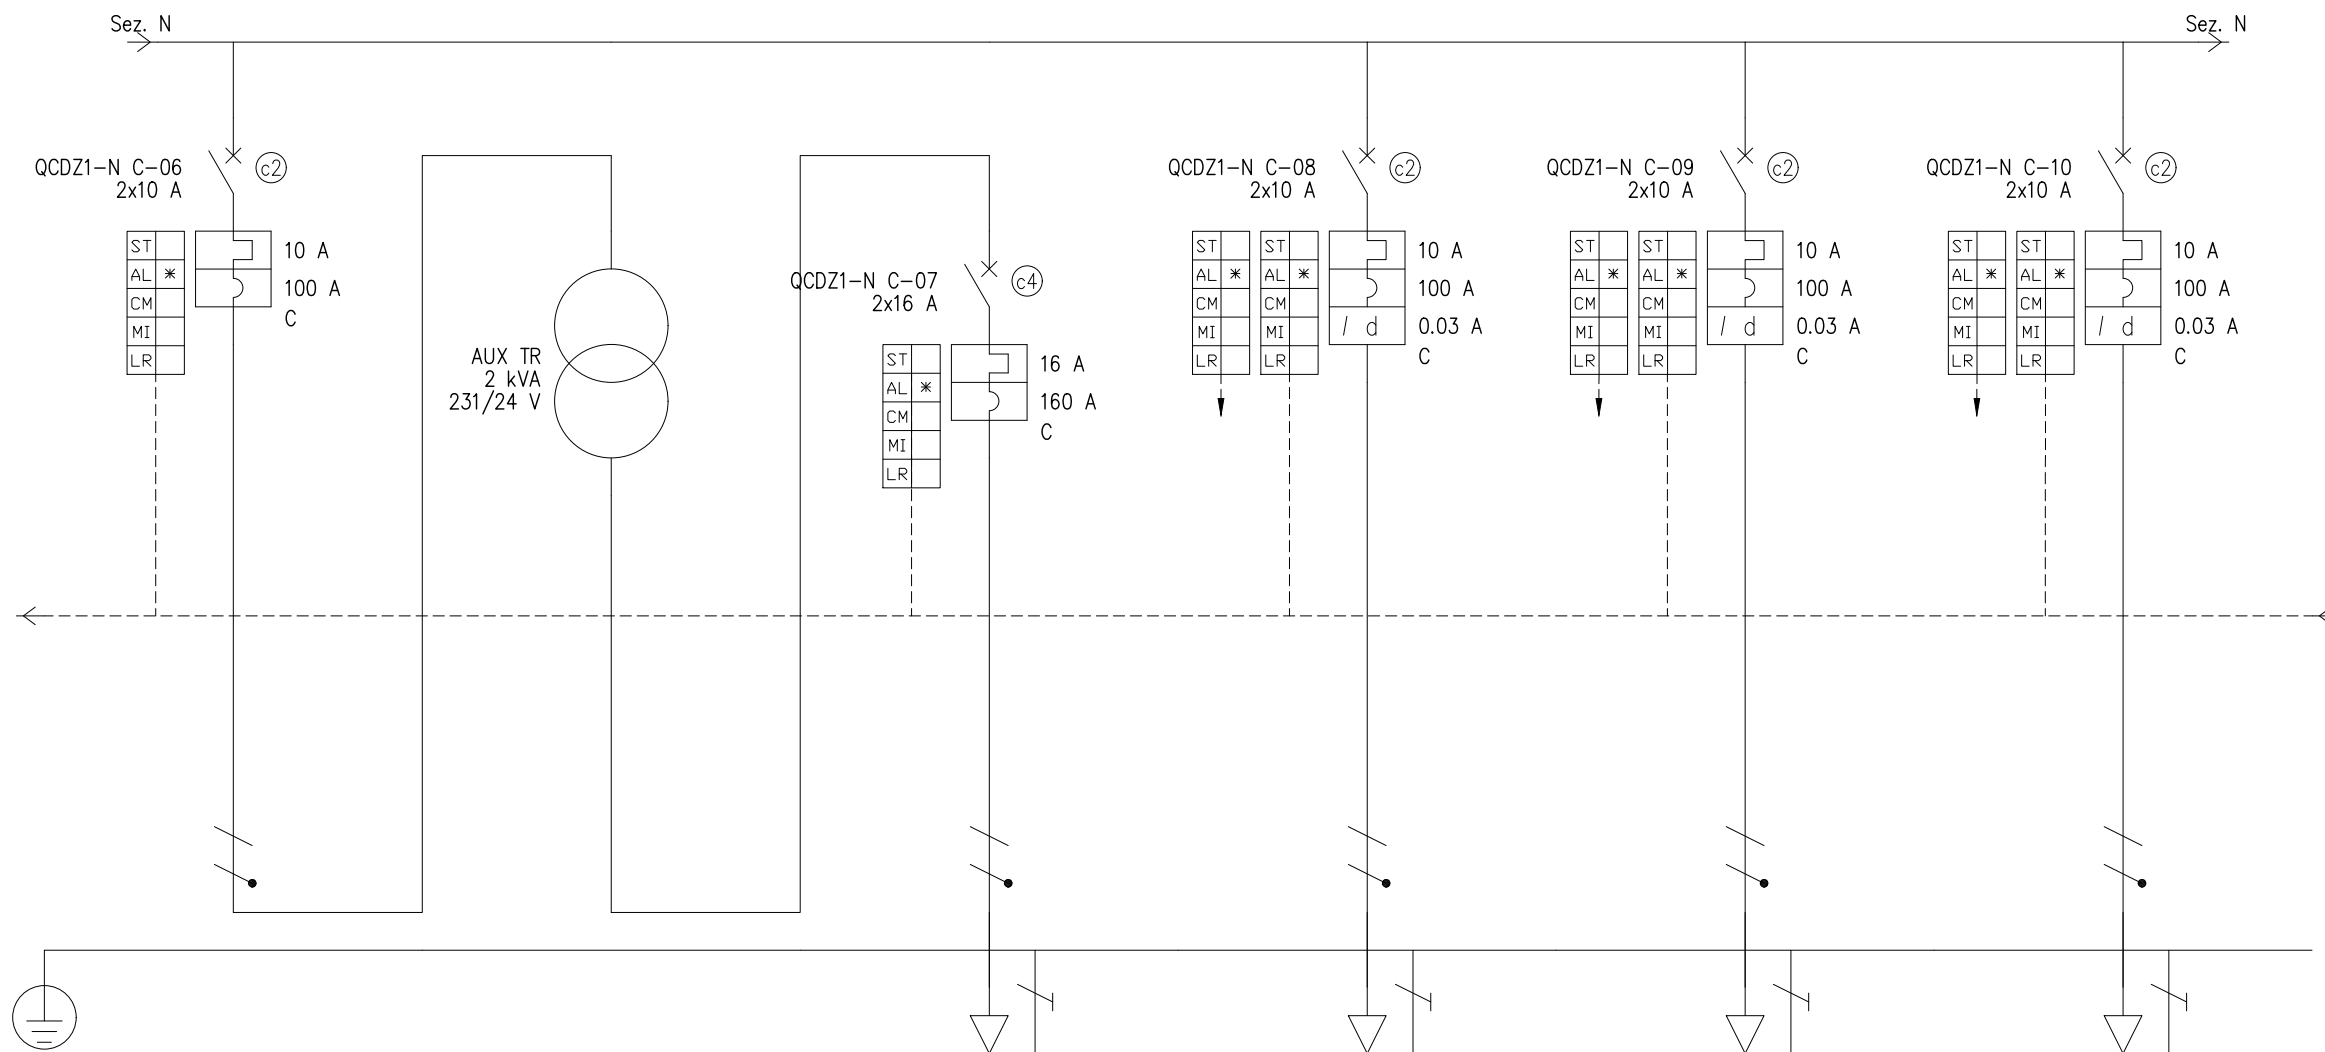 Sez. N
Sez. N
QCDZ1-N C-06
2x10 A
c2
ST
AL *
CM
MI
LR
10 A
100 A
C
AUX TR
2 kVA
231/24 V
QCDZ1-N C-07
2x16 A
c4
ST
AL *
CM
MI
LR
16 A
160 A
C
QCDZ1-N C-08
2x10 A
c2
ST
AL *
CM
MI
LR
ST
AL *
CM
MI
LR
I d
10 A
100 A
0.03 A
C
QCDZ1-N C-09
2x10 A
c2
ST
AL *
CM
MI
LR
ST
AL *
CM
MI
LR
I d
10 A
100 A
0.03 A
C
QCDZ1-N C-10
2x10 A
c2
ST
AL *
CM
MI
LR
ST
AL *
CM
MI
LR
I d
10 A
100 A
0.03 A
C